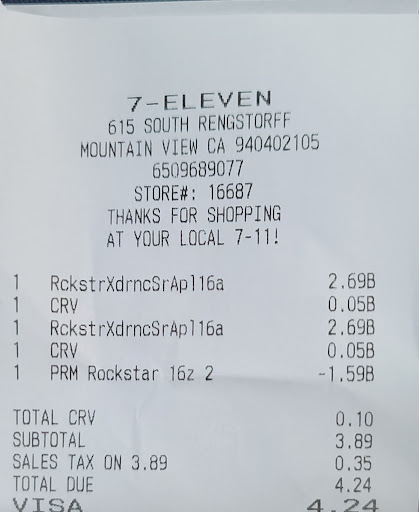 7-ELEVEN
615 SOUTH RENGSTORFF
MOUNTAIN VIEW CA 940402105
6509689077
STORE#: 16687
THANKS FOR SHOPPING
AT YOUR LOCAL 7-11!
1 RckstrXdrncSrApl16a 2.69B
1 CRV 0.05B
1 RckstrXdrncSrApl16a 2.69B
1 CRV 0.05B
1 PRM Rockstar 16z 2 -1.59B
TOTAL CRV 0.10
SUBTOTAL 3.89
SALES TAX ON 3.89 0.35
TOTAL DUE 4.24
VISA 4.24